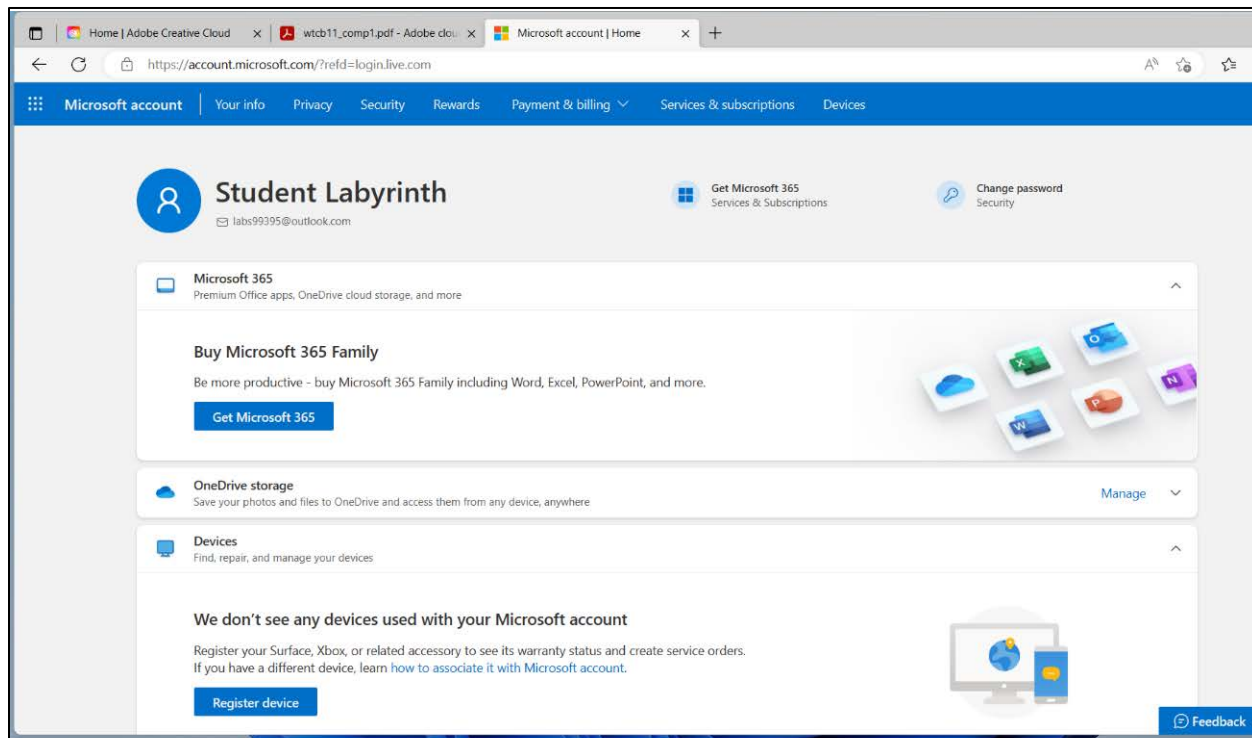 Home | Adobe Creative Cloud
wtcb11_comp1.pdf - Adobe clou
Microsoft account | Home
https://account.microsoft.com/?refd=login.live.com
Microsoft account Your info Privacy Security Rewards Payment & billing Services & subscriptions Devices
Student Labyrinth
labs99395@outlook.com
Get Microsoft 365
Services & Subscriptions
Change password
Security
Microsoft 365
Premium Office apps, OneDrive cloud storage, and more
Buy Microsoft 365 Family
Be more productive - buy Microsoft 365 Family including Word, Excel, PowerPoint, and more.
Get Microsoft 365
OneDrive storage
Save your photos and files to OneDrive and access them from any device, anywhere
Manage
Devices
Find, repair, and manage your devices
We don't see any devices used with your Microsoft account
Register your Surface, Xbox, or related accessory to see its warranty status and create service orders.
If you have a different device, learn how to associate it with Microsoft account.
Register device
Feedback